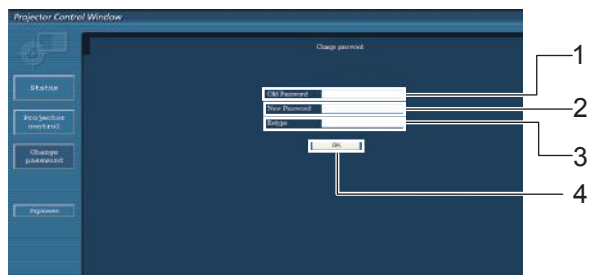 Projector Control Window
Change password
Status
Projector
control
Change
password
Old Password
New Password
Retype
OK
1
2
3
4